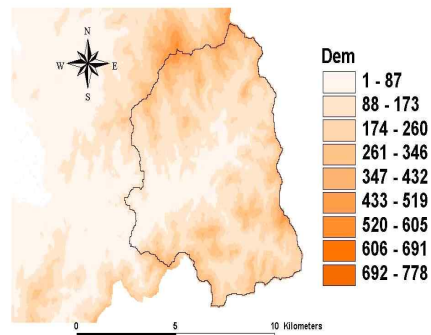 N
W E
S
Dem
1 - 87
88 - 173
174 - 260
261 - 346
347 - 432
433 - 519
520 - 605
606 - 691
692 - 778
0 5 10 Kilometers